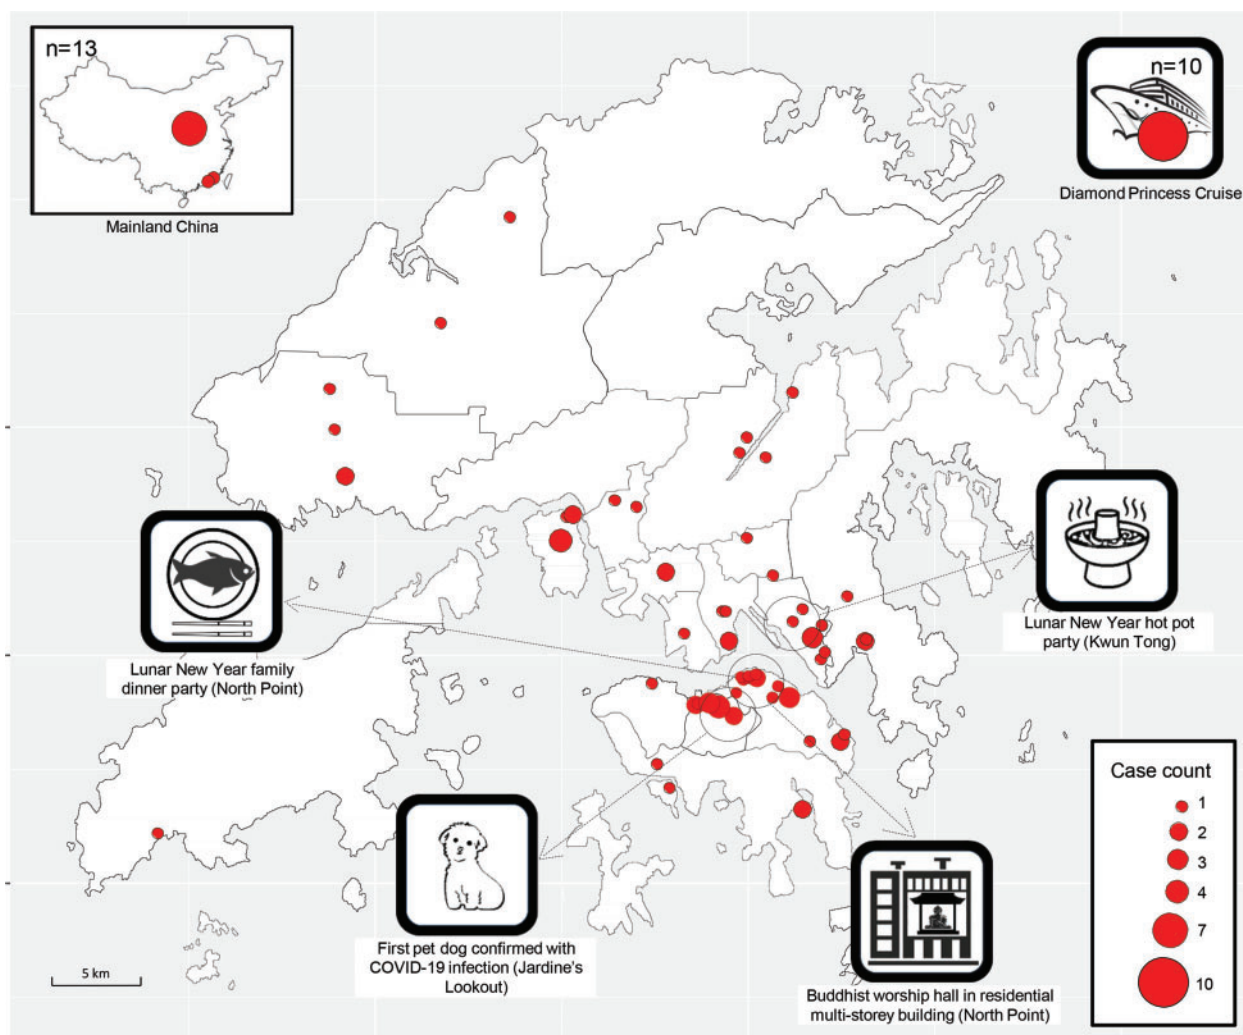 n=13
Mainland China
n=10
Diamond Princess Cruise
Lunar New Year hot pot
party (Kwun Tong)
Lunar New Year family
dinner party (North Point)
First pet dog confirmed with
COVID-19 infection (Jardine's
Lookout)
Buddhist worship hall in residential
multi-storey building (North Point)
Case count
1
2
3
4
7
10
5 km